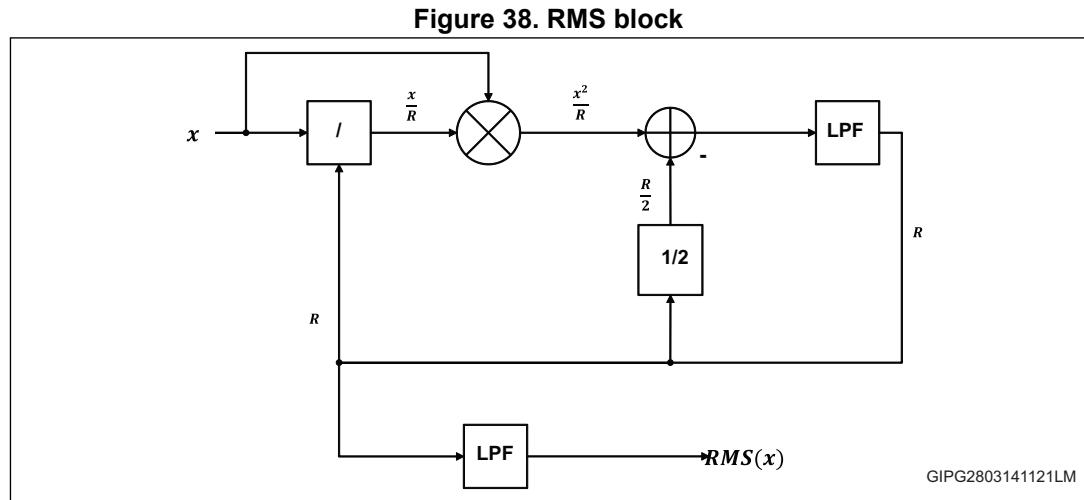 Figure 38. RMS block
x
/
x/R
x²/R
-
LPF
R/2
1/2
R
R
LPF
RMS(x)
GIPG2803141121LM